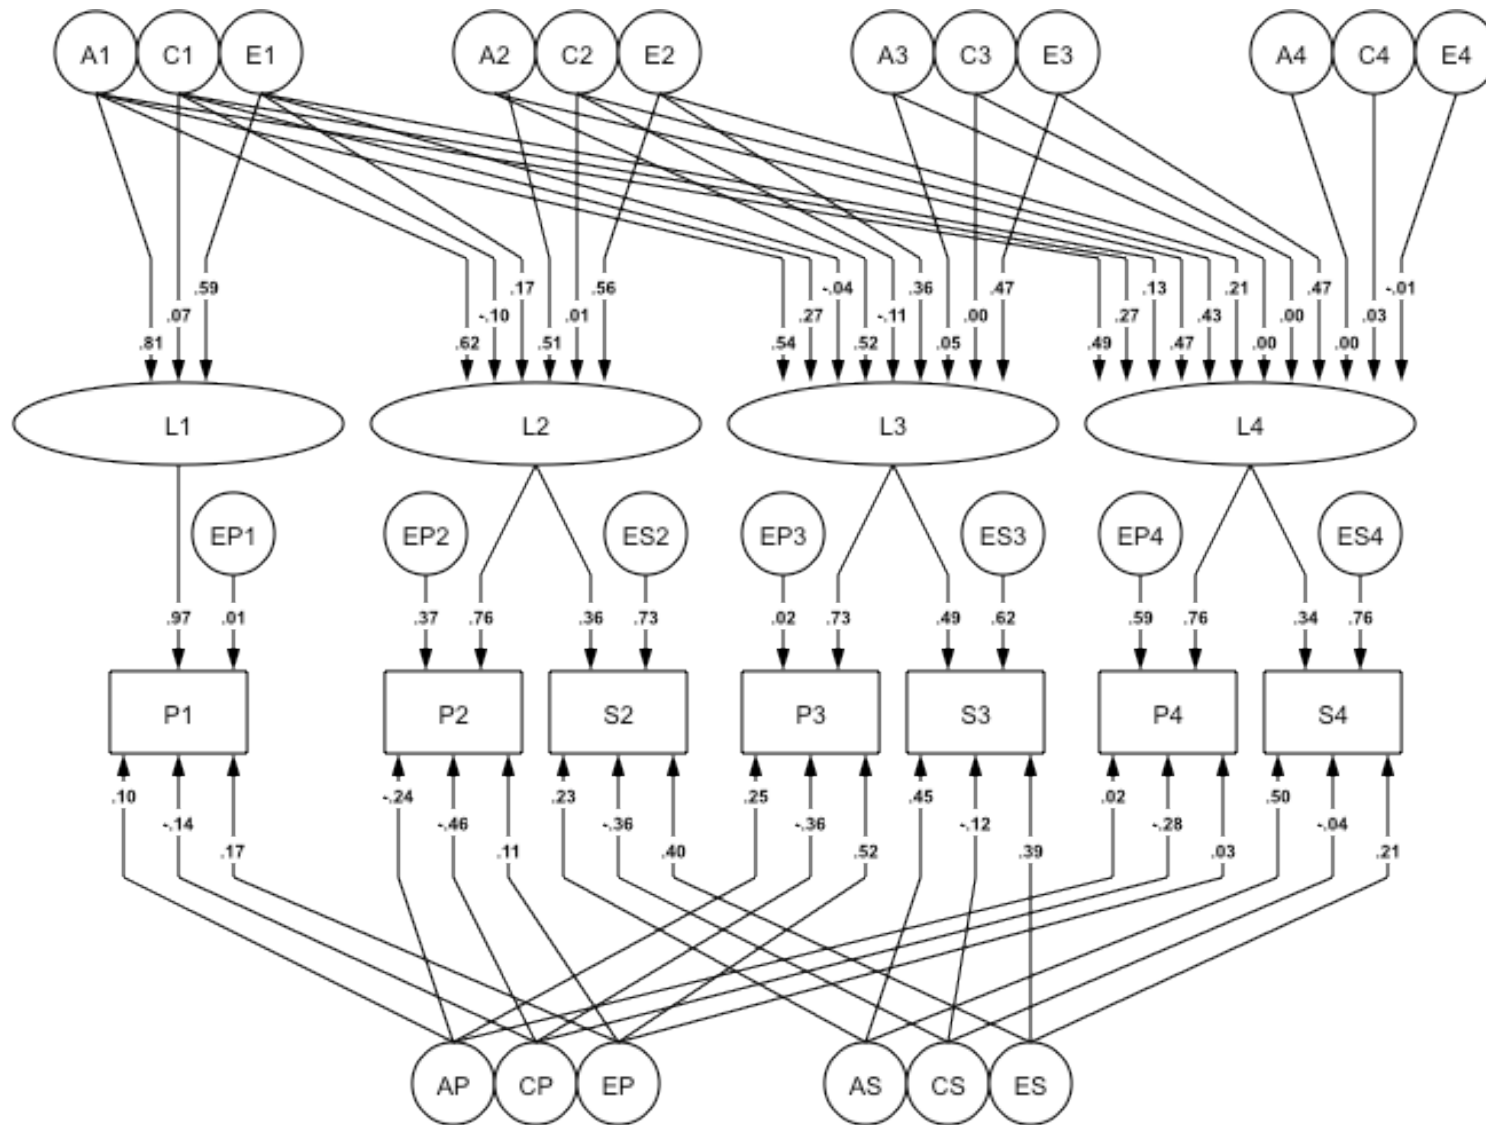 A1 C1 E1 A2 C2 E2 A3 C3 E3 A4 C4 E4
.59 .17 .56 -.04 .36 .47 .13 .21 .47 -.01
.07 -.10 .01 .27 -.11 .00 .27 .43 .00 .03
.81 .62 .51 .54 .52 .05 .49 .47 .00 .00
L1 L2 L3 L4
EP1 EP2 ES2 EP3 ES3 EP4 ES4
.97 .01 .37 .76 .36 .73 .02 .73 .49 .62 .59 .76 .34 .76
P1 P2 S2 P3 S3 P4 S4
.10 -.24 .23 .25 .45 .02 .50
-.14 -.46 -.36 -.36 -.12 -.28 -.04
.17 .11 .40 .52 .39 .03 .21
AP CP EP AS CS ES